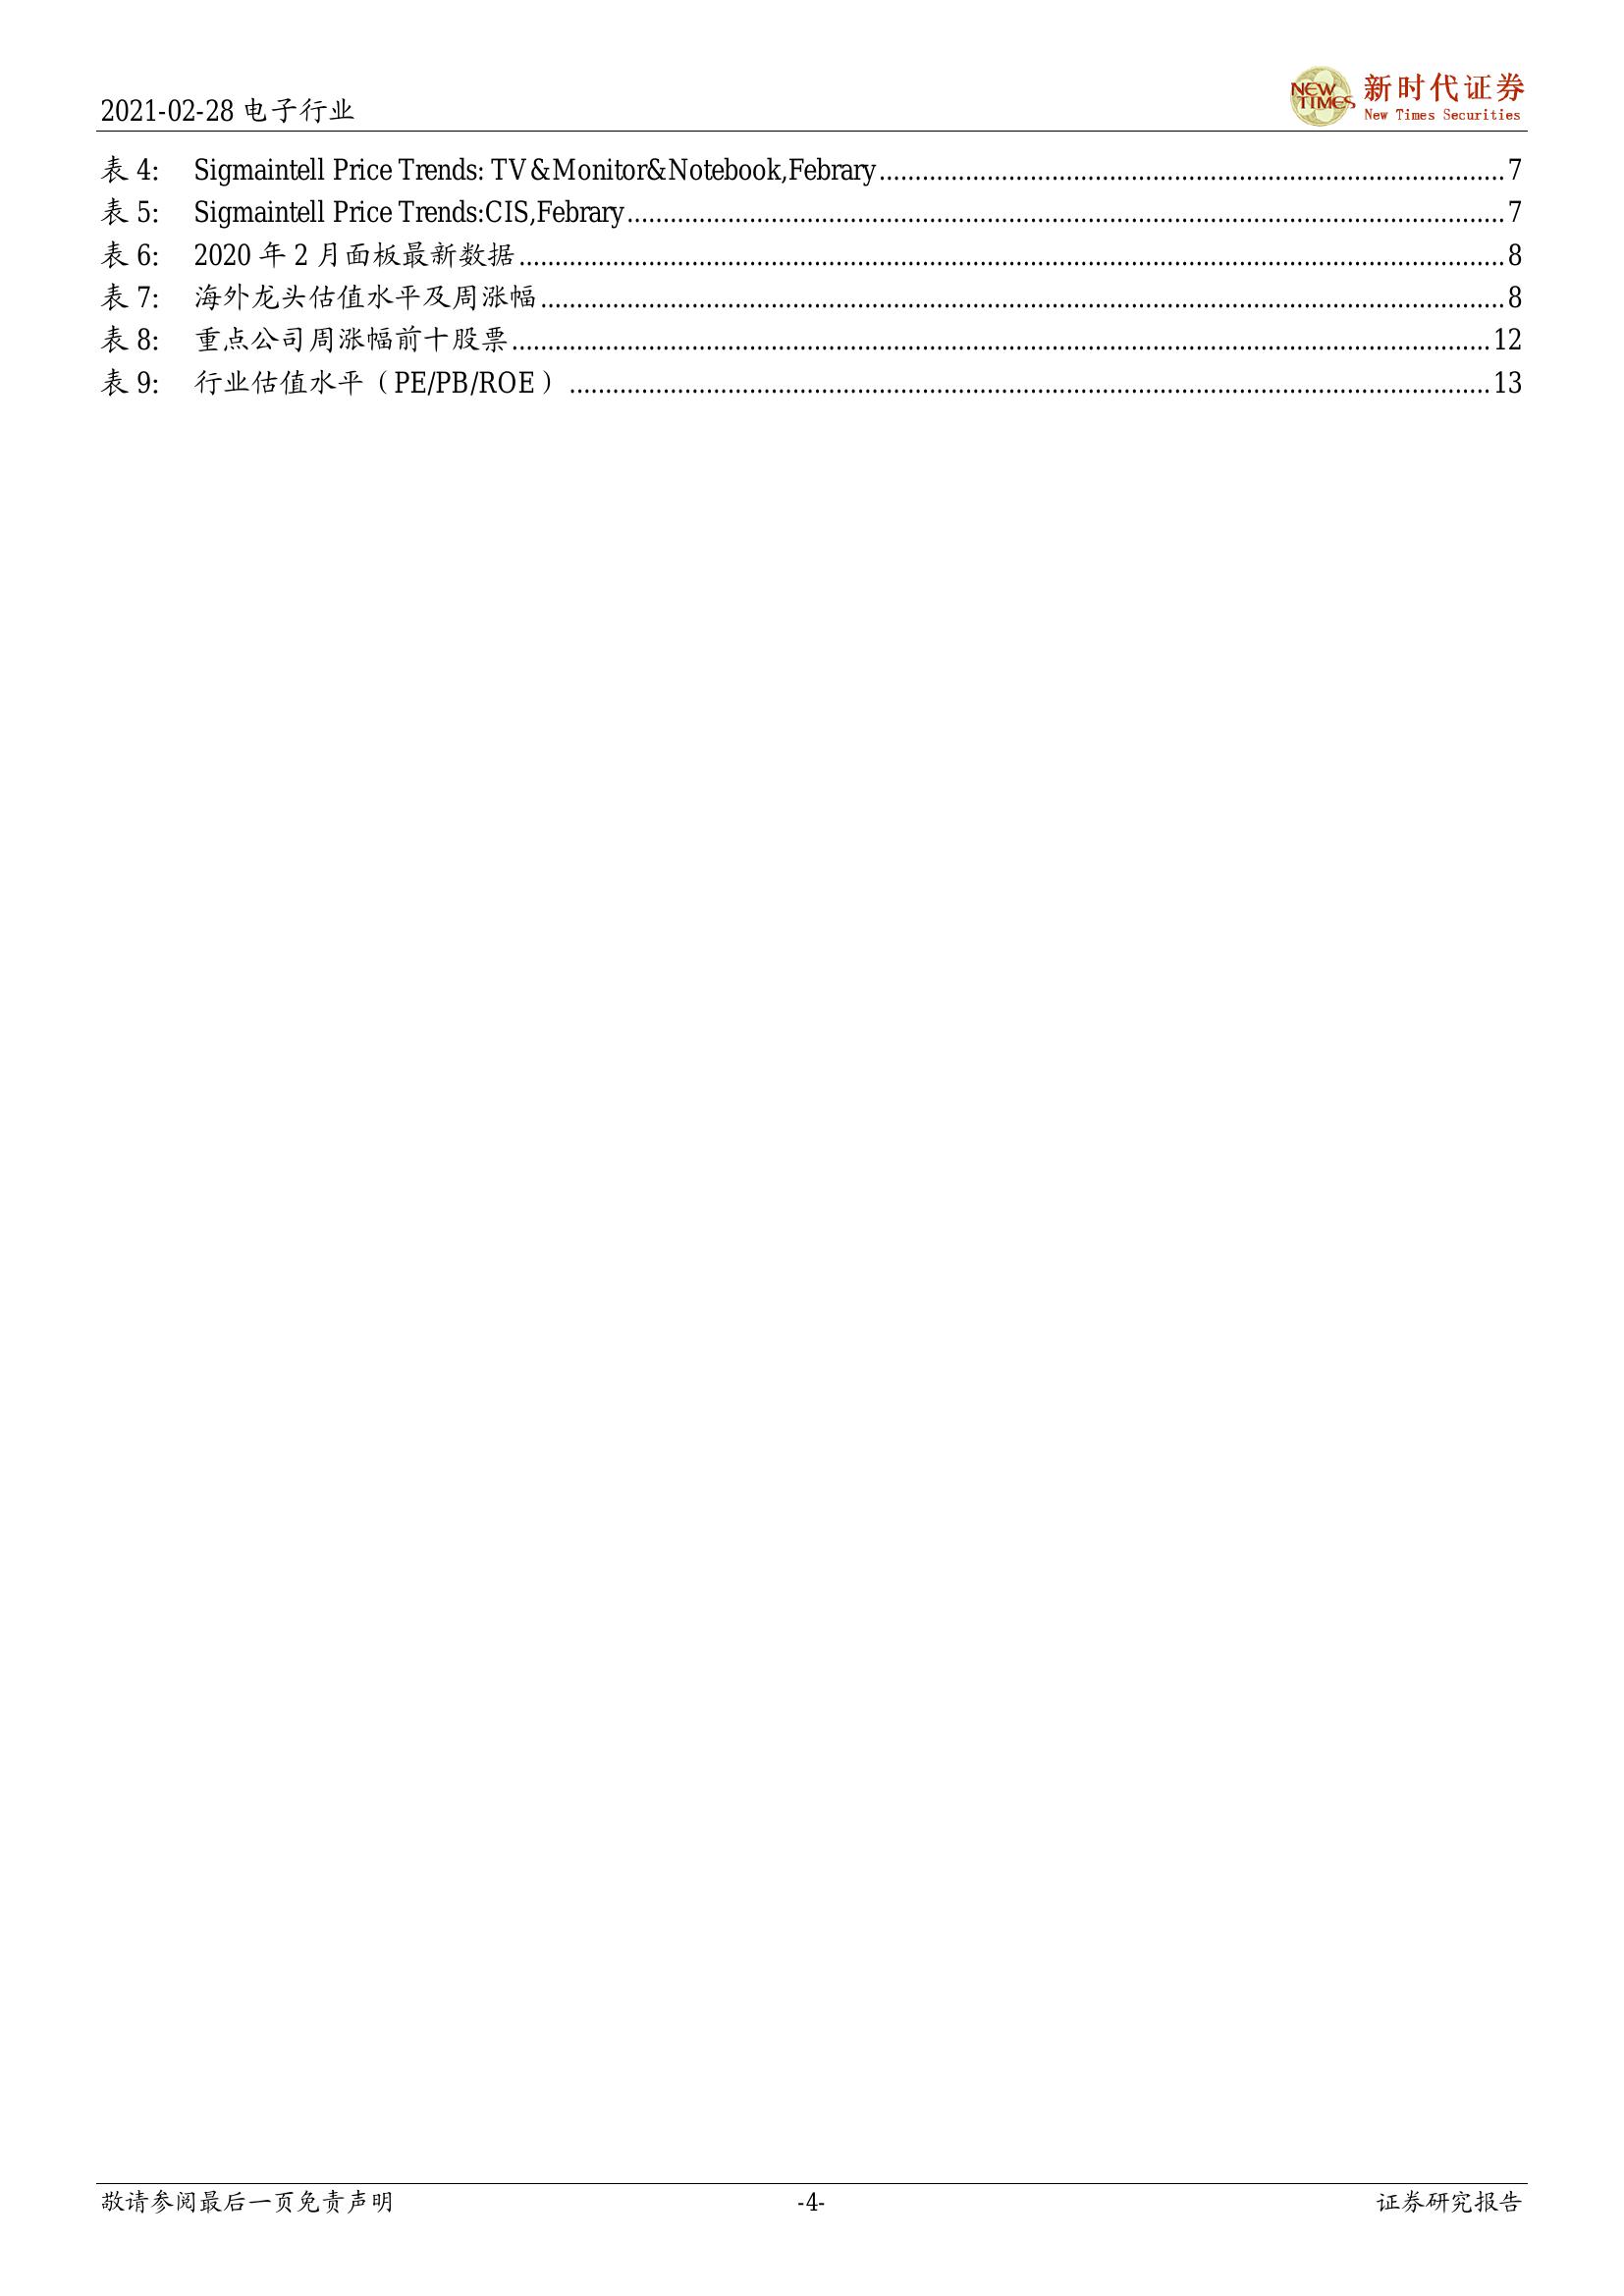 2021-02-28 电子行业
NEW TIMES 新时代证券
New Times Securities
表 4: Sigmaintell Price Trends: TV&Monitor&Notebook,Febrary 7
表 5: Sigmaintell Price Trends:CIS,Febrary 7
表 6: 2020 年 2 月面板最新数据 8
表 7: 海外龙头估值水平及周涨幅 8
表 8: 重点公司周涨幅前十股票 12
表 9: 行业估值水平（PE/PB/ROE） 13
敬请参阅最后一页免责声明 -4- 证券研究报告